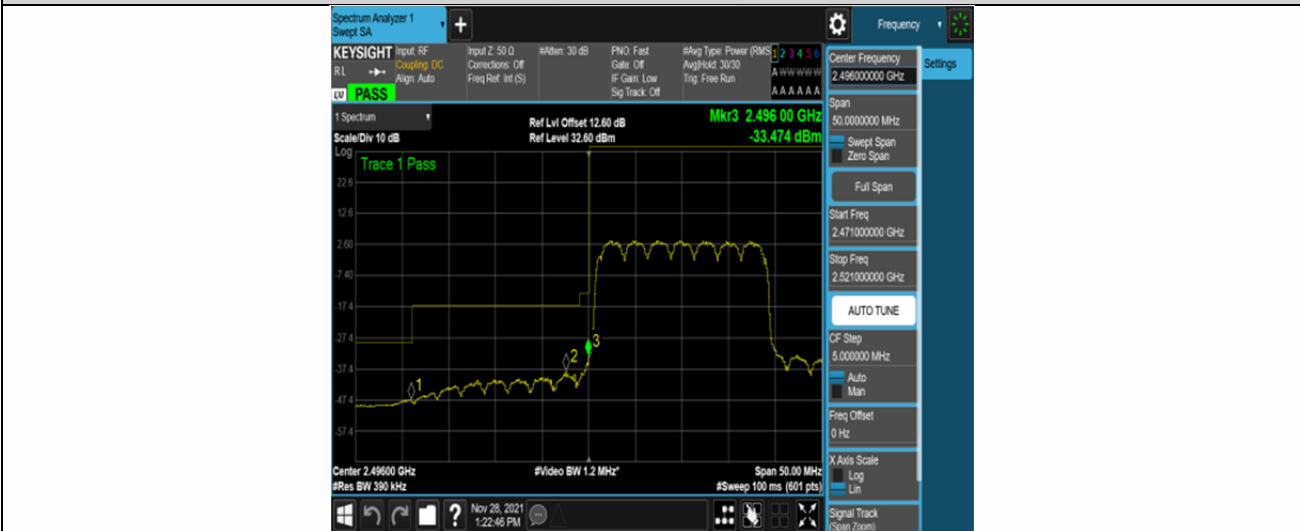 Spectrum Analyzer 1
Swept SA
+
Frequency
KEYSIGHT
RL
LXI PASS
Input: RF
Coupling: DC
Align: Auto
Input Z: 50 Ω
Corrections: Off
Freq Ref: Int (S)
#Atten: 30 dB
PNO: Fast
Gate: Off
IF Gain: Low
Sig Track: Off
#Avg Type: Power (RMS
Avg|Hold: 30/30
Trig: Free Run
1 2 3 4 5 6
A W W W W W
A A A A A A
1 Spectrum
Scale/Div 10 dB
Ref Lvl Offset 12.60 dB
Ref Level 32.60 dBm
Mkr3 2.496 00 GHz
-33.474 dBm
Log
Trace 1 Pass
22.6
12.6
2.60
-7.40
-17.4
-27.4
-37.4
-47.4
-57.4
1
2
3
Center 2.49600 GHz
#Res BW 390 kHz
#Video BW 1.2 MHz*
Span 50.00 MHz
#Sweep 100 ms (601 pts)
Center Frequency
2.496000000 GHz
Settings
Span
50.0000000 MHz
Swept Span
Zero Span
Full Span
Start Freq
2.471000000 GHz
Stop Freq
2.521000000 GHz
AUTO TUNE
CF Step
5.000000 MHz
Auto
Man
Freq Offset
0 Hz
X Axis Scale
Log
Lin
Signal Track
(Span Zoom)
?
Nov 28, 2021
1:22:46 PM